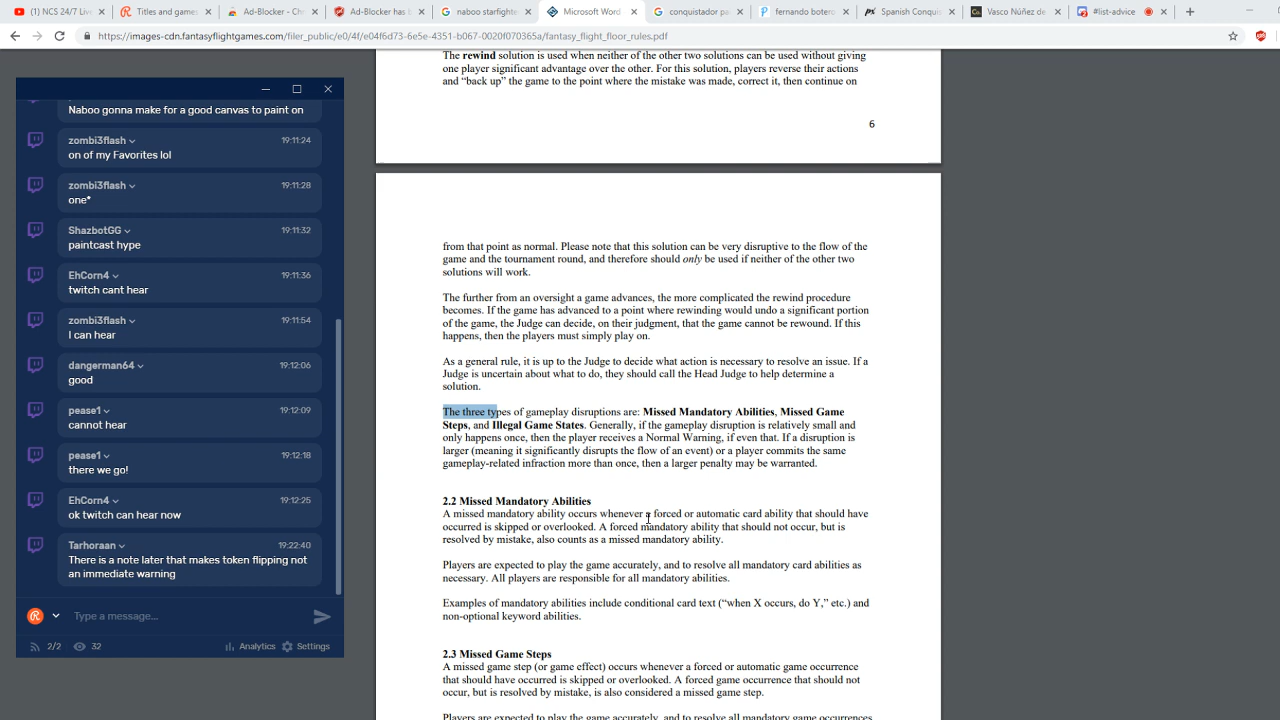 (1) NCS 24/7 Live
Titles and games
Ad-Blocker - Chr
Ad-Blocker has b
naboo starfighte
Microsoft Word
conquistador pa
fernando botero
Spanish Conqui
Vasco Núñez de
#list-advice
https://images-cdn.fantasyflightgames.com/filer_public/e0/4f/e04f6d73-6e5e-4351-b067-0020f070365a/fantasy_flight_floor_rules.pdf
Naboo gonna make for a good canvas to paint on
zombi3flash 19:11:24
on of my Favorites lol
zombi3flash 19:11:28
one*
ShazbotGG 19:11:32
paintcast hype
EhCorn4 19:11:36
twitch cant hear
zombi3flash 19:11:54
I can hear
dangerman64 19:12:06
good
pease1 19:12:09
cannot hear
pease1 19:12:18
there we go!
EhCorn4 19:12:25
ok twitch can hear now
Tarhoraan 19:22:40
There is a note later that makes token flipping not
an immediate warning
Type a message...
2/2 32 Analytics Settings
The rewind solution is used when neither of the other two solutions can be used without giving
one player significant advantage over the other. For this solution, players reverse their actions
and “back up” the game to the point where the mistake was made, correct it, then continue on
6
from that point as normal. Please note that this solution can be very disruptive to the flow of the
game and the tournament round, and therefore should only be used if neither of the other two
solutions will work.
The further from an oversight a game advances, the more complicated the rewind procedure
becomes. If the game has advanced to a point where rewinding would undo a significant portion
of the game, the Judge can decide, on their judgment, that the game cannot be rewound. If this
happens, then the players must simply play on.
As a general rule, it is up to the Judge to decide what action is necessary to resolve an issue. If a
Judge is uncertain about what to do, they should call the Head Judge to help determine a
solution.
The three types of gameplay disruptions are: Missed Mandatory Abilities, Missed Game
Steps, and Illegal Game States. Generally, if the gameplay disruption is relatively small and
only happens once, then the player receives a Normal Warning, if even that. If a disruption is
larger (meaning it significantly disrupts the flow of an event) or a player commits the same
gameplay-related infraction more than once, then a larger penalty may be warranted.
2.2 Missed Mandatory Abilities
A missed mandatory ability occurs whenever a forced or automatic card ability that should have
occurred is skipped or overlooked. A forced mandatory ability that should not occur, but is
resolved by mistake, also counts as a missed mandatory ability.
Players are expected to play the game accurately, and to resolve all mandatory card abilities as
necessary. All players are responsible for all mandatory abilities.
Examples of mandatory abilities include conditional card text (“when X occurs, do Y,” etc.) and
non-optional keyword abilities.
2.3 Missed Game Steps
A missed game step (or game effect) occurs whenever a forced or automatic game occurrence
that should have occurred is skipped or overlooked. A forced game occurrence that should not
occur, but is resolved by mistake, is also considered a missed game step.
Players are expected to play the game accurately, and to resolve all mandatory game occurrences